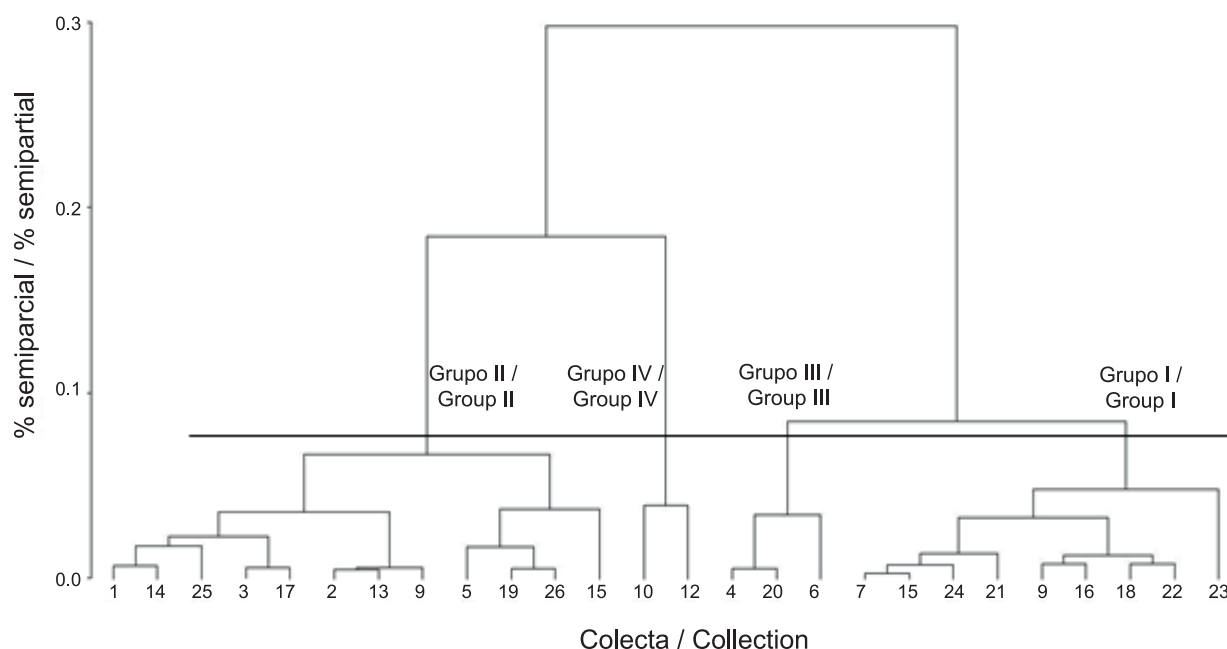 0.3
0.2
0.1
0.0
% semiparcial / % semipartial
Grupo II /
Group II
Grupo IV /
Group IV
Grupo III /
Group III
Grupo I /
Group I
1 14 25 3 17 2 13 9 5 19 26 15 10 12 4 20 6 7 15 24 21 9 16 18 22 23
Colecta / Collection